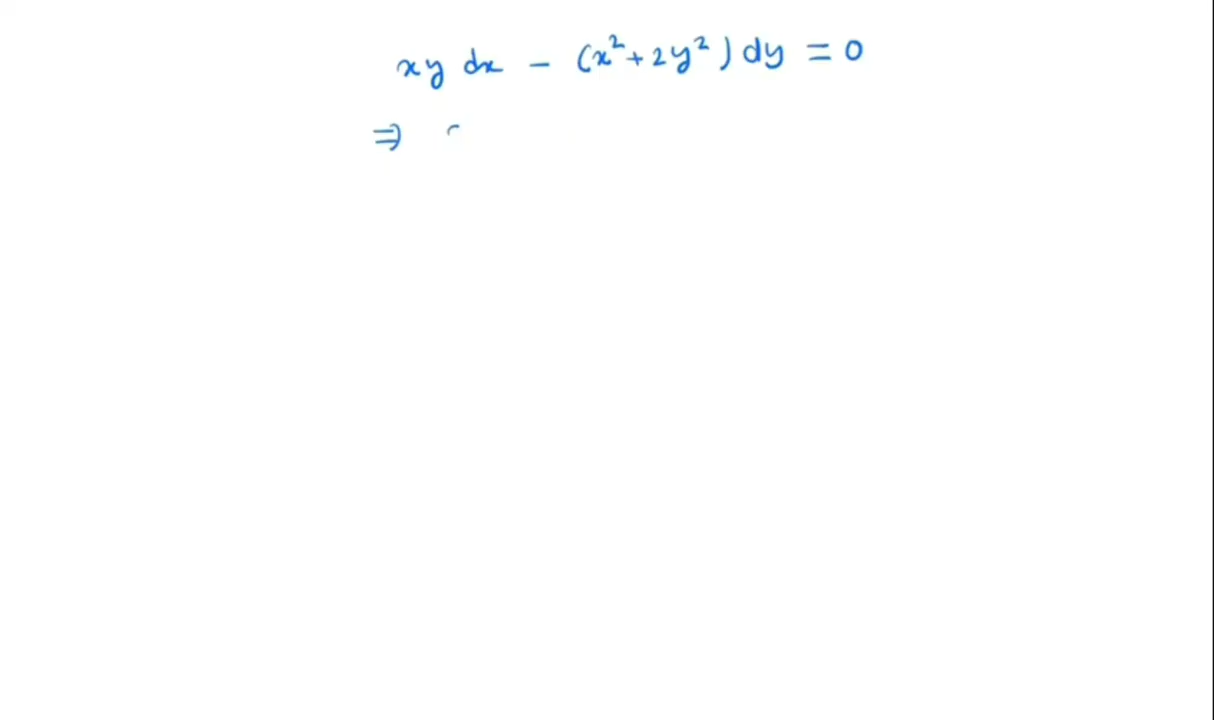 xy dx - (x²+2y²) dy = 0
⇒